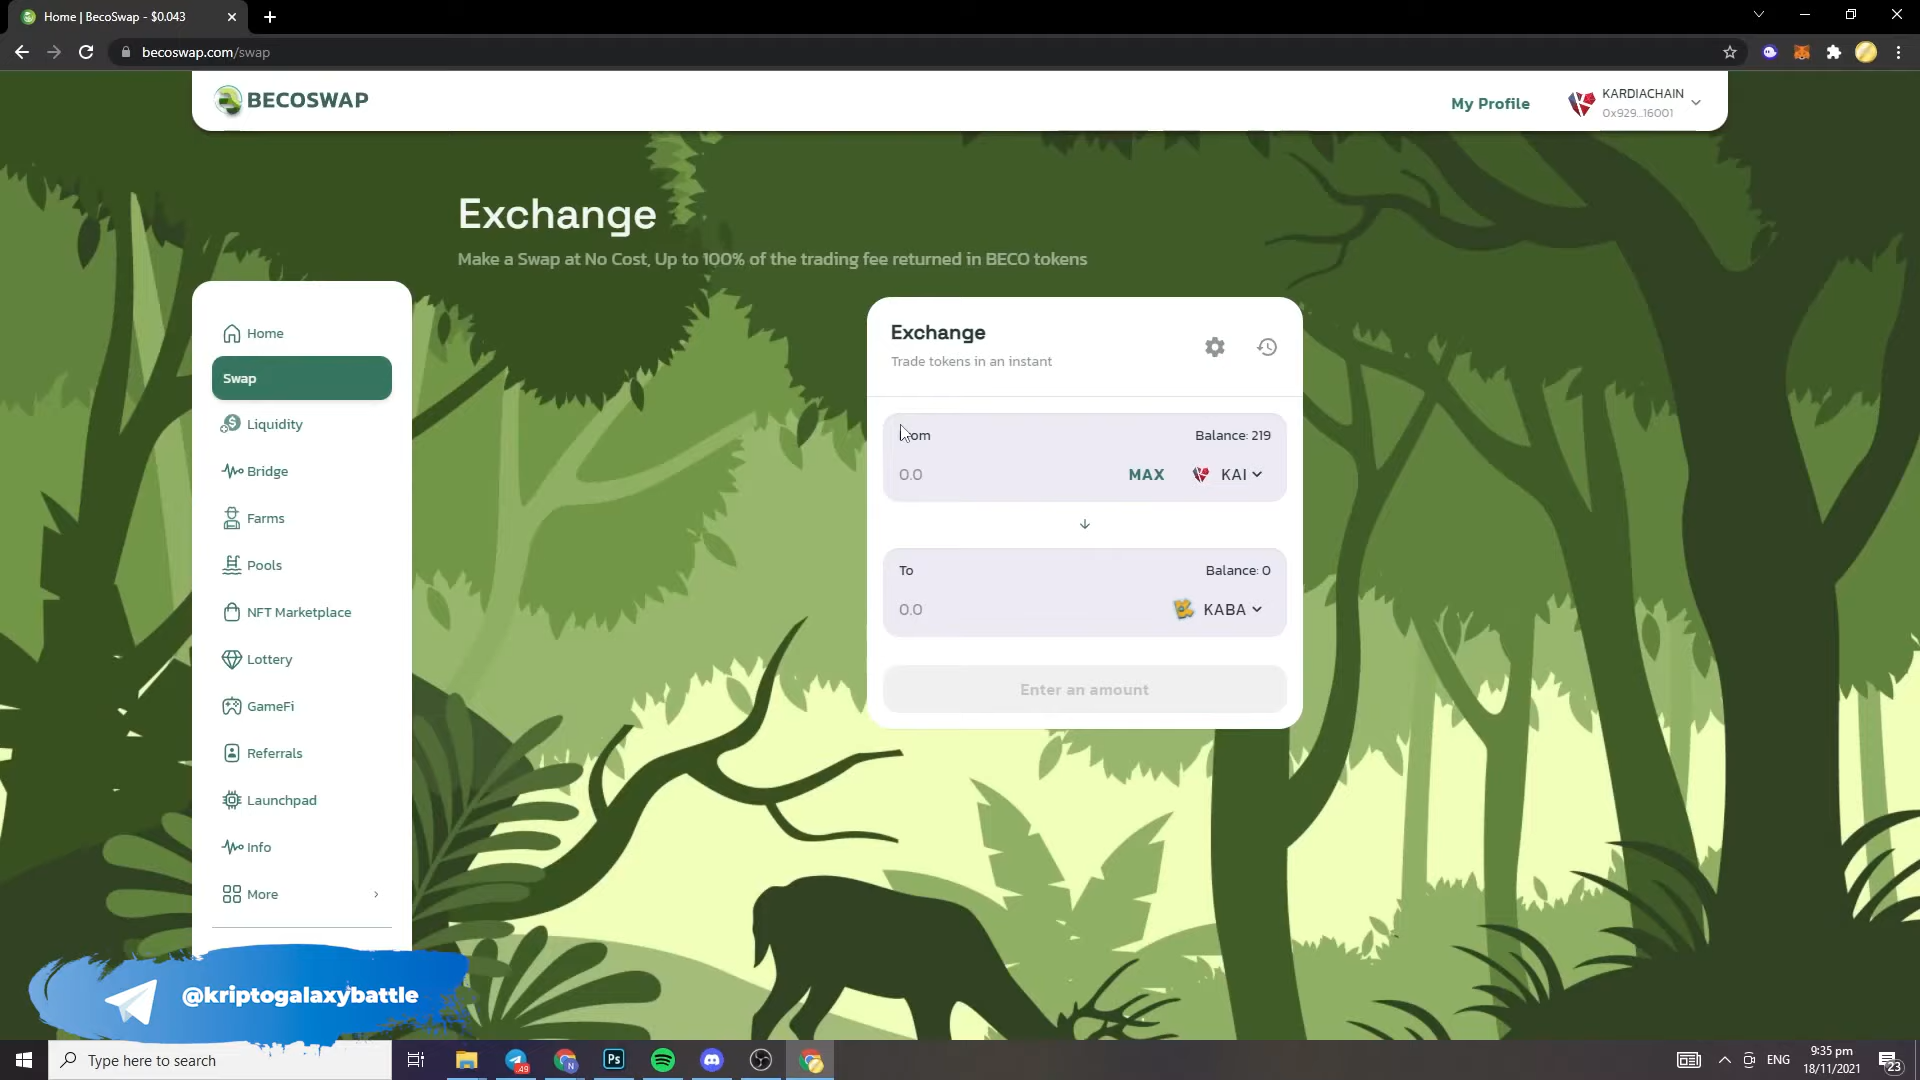 Home | BecoSwap - $0.043
becoswap.com/swap
BECOSWAP
My Profile
KARDIACHAIN
0x929...16001
Exchange
Make a Swap at No Cost, Up to 100% of the trading fee returned in BECO tokens
Home
Swap
Liquidity
Bridge
Farms
Pools
NFT Marketplace
Lottery
GameFi
Referrals
Launchpad
Info
More
Exchange
Trade tokens in an instant
Balance: 219
0.0
MAX
KAI
To
Balance: 0
0.0
KABA
Enter an amount
@kriptogalaxybattle
Type here to search
49
N
Ps
ENG
9:35 pm
18/11/2021
23